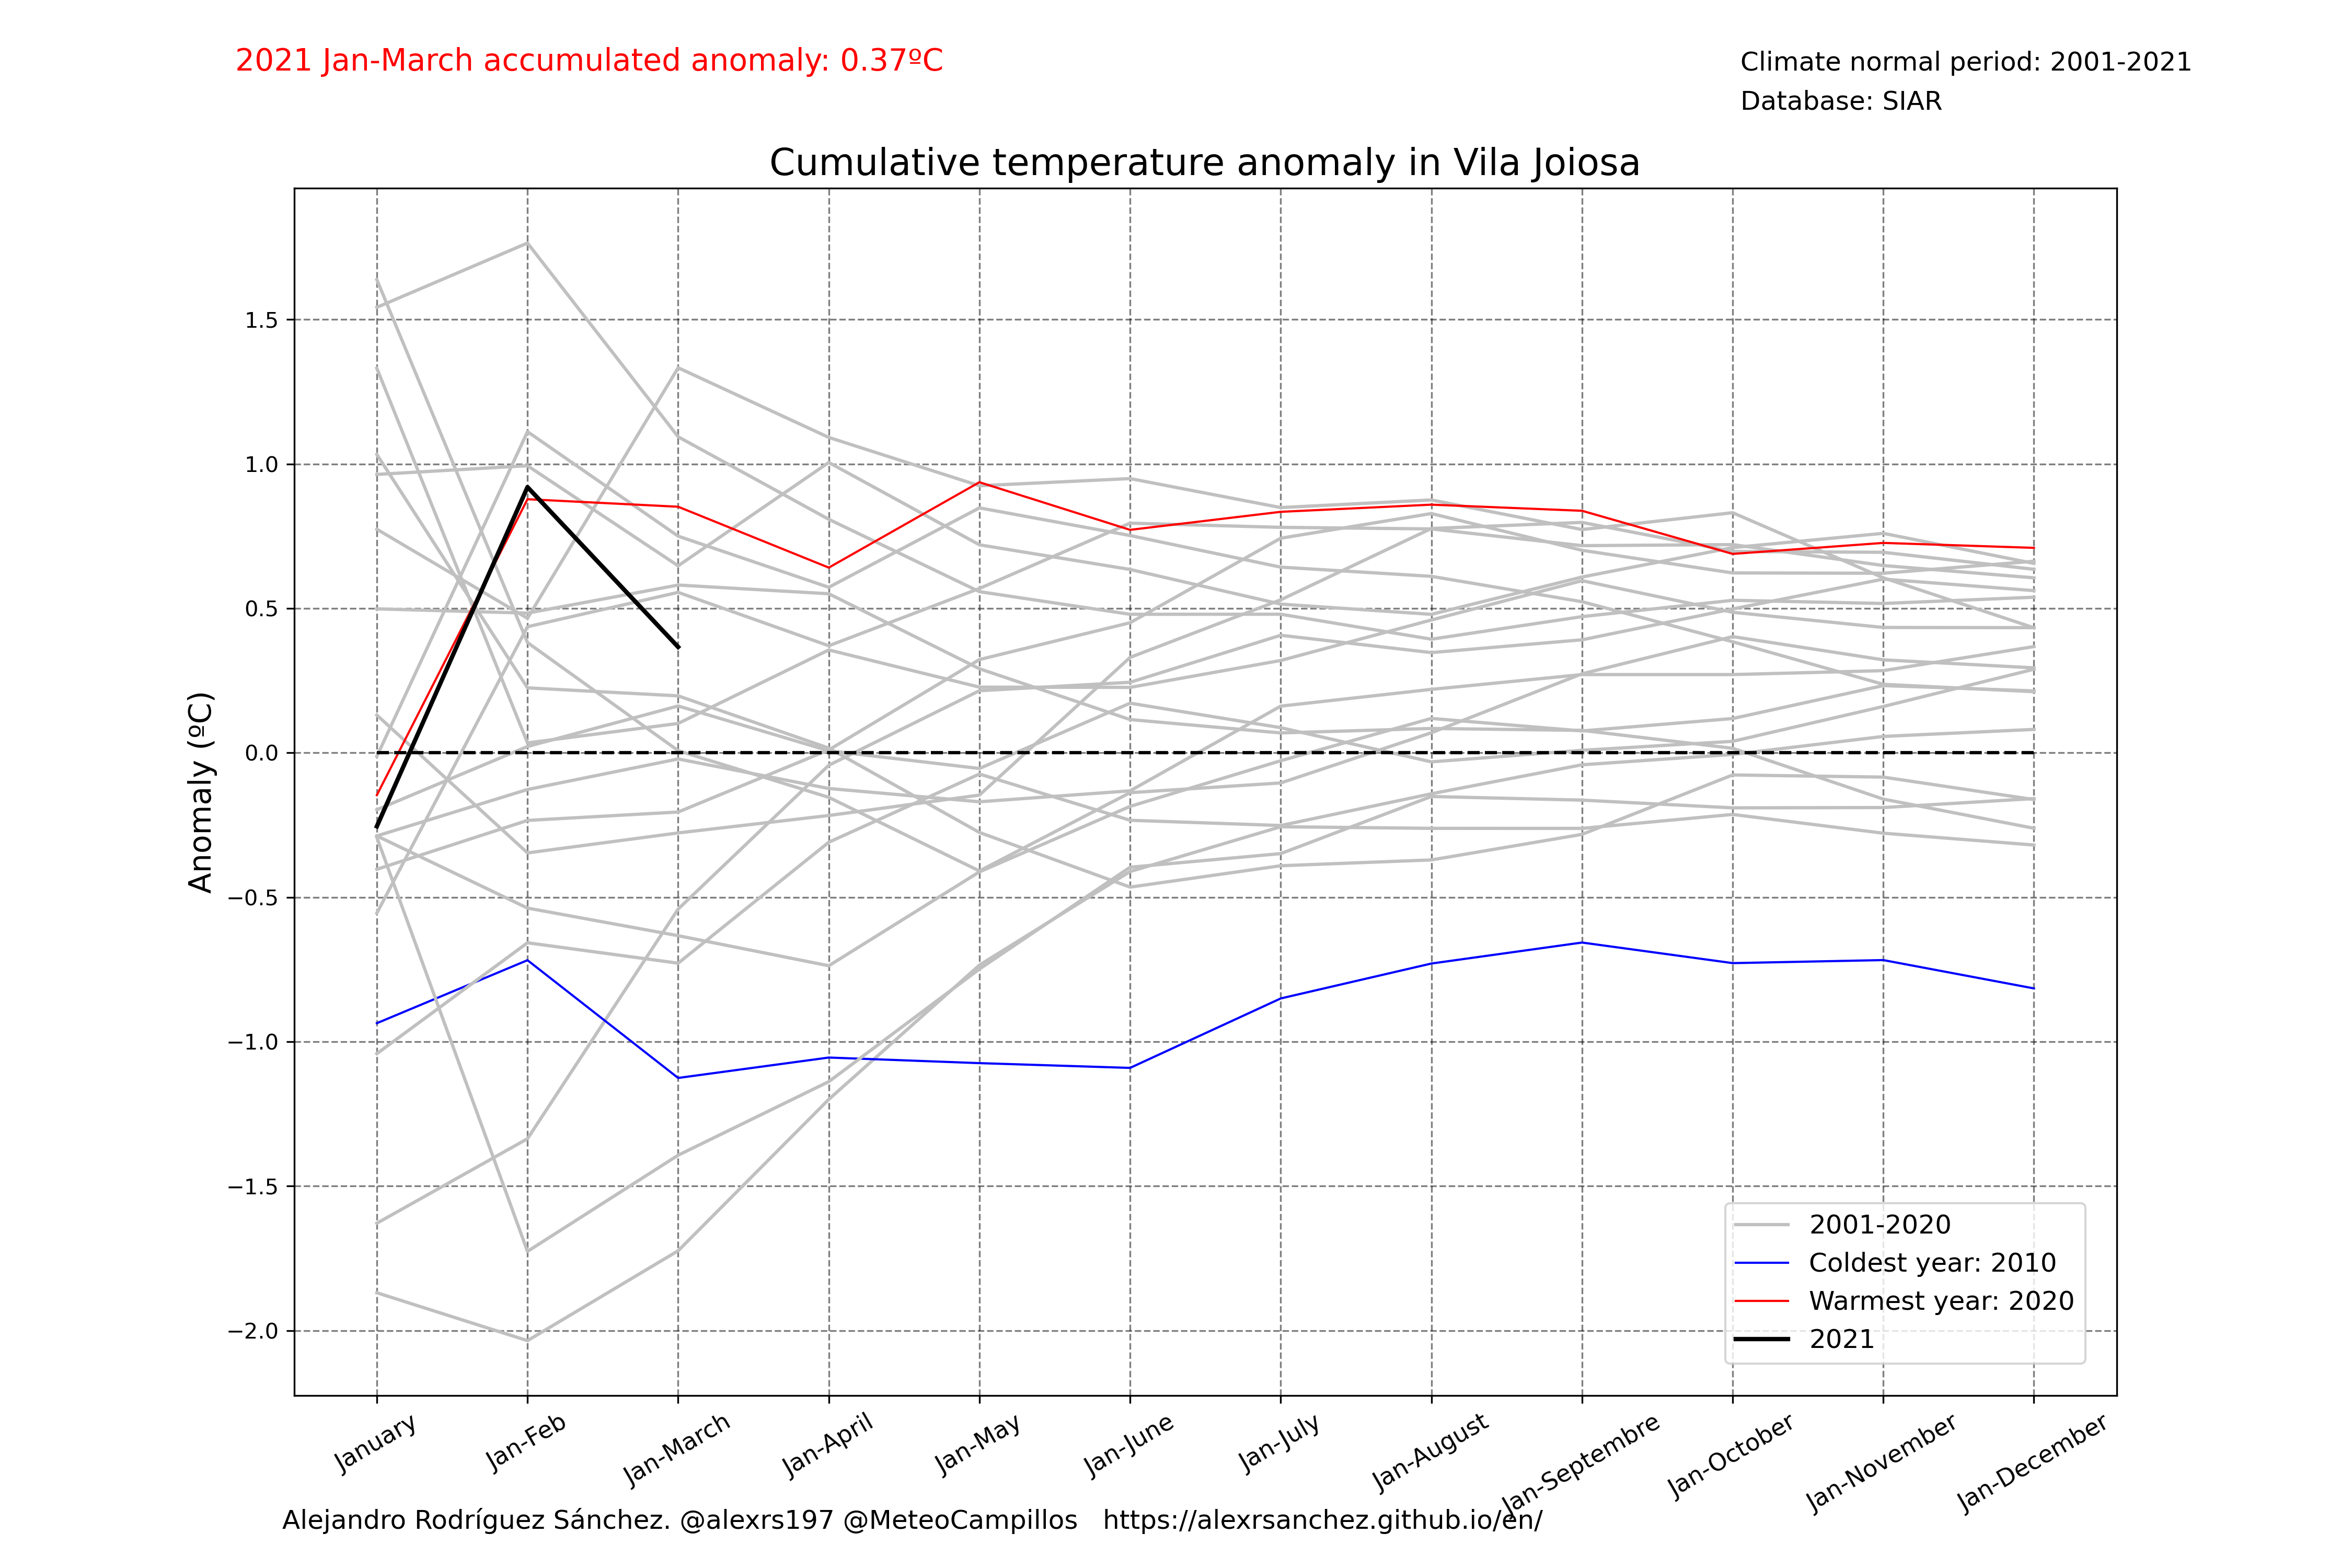 2021 Jan-March accumulated anomaly: 0.37ºC
Climate normal period: 2001-2021
Database: SIAR
Cumulative temperature anomaly in Vila Joiosa
Anomaly (ºC)
1.5
1.0
0.5
0.0
−0.5
−1.0
−1.5
−2.0
2001-2020
Coldest year: 2010
Warmest year: 2020
2021
January
Jan-Feb
Jan-March
Jan-April
Jan-May
Jan-June
Jan-July
Jan-August
Jan-Septembre
Jan-October
Jan-November
Jan-December
Alejandro Rodríguez Sánchez. @alexrs197 @MeteoCampillos https://alexrsanchez.github.io/en/